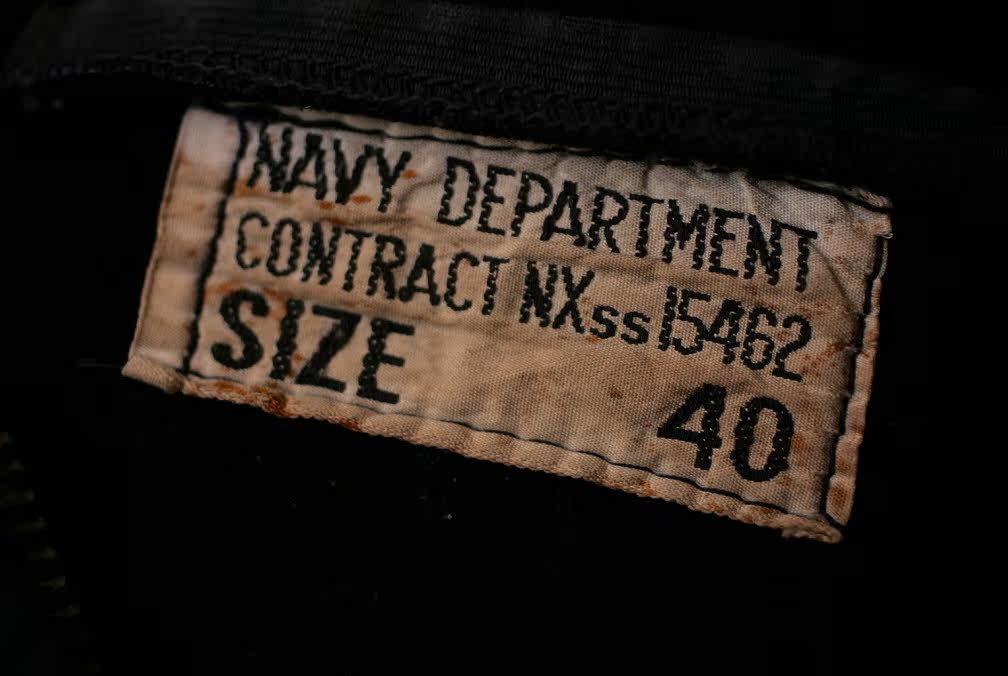 NAVY DEPARTMENT
CONTRACT NXss 15462
SIZE 40